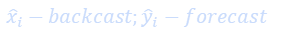 x̂ᵢ − backcast; ŷᵢ − forecast